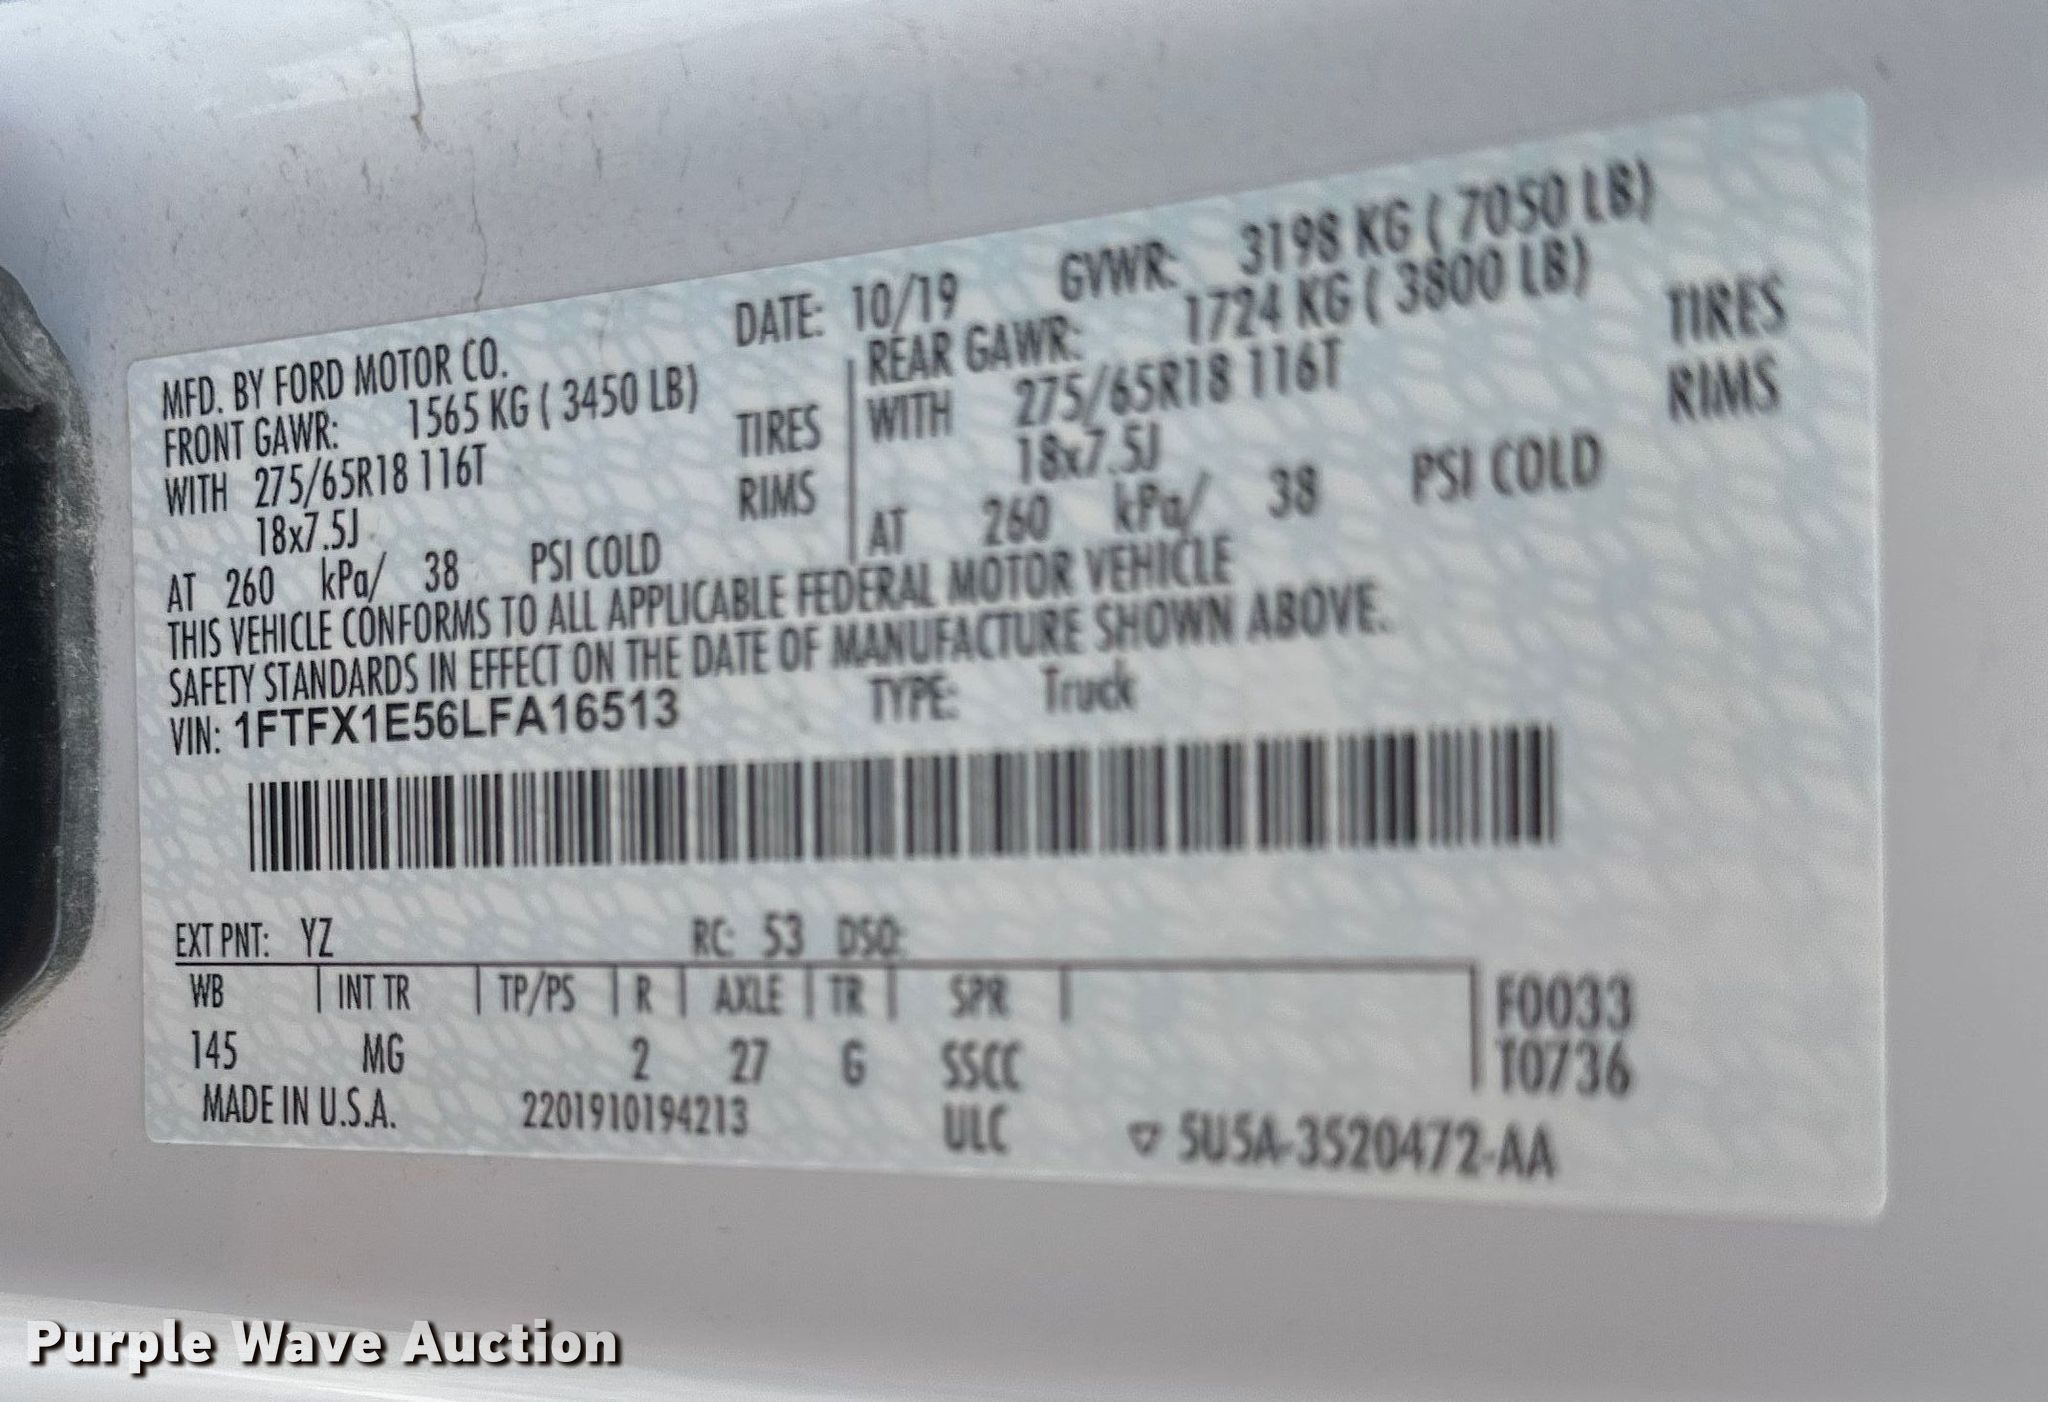 MFD. BY FORD MOTOR CO. DATE: 10/19 GVWR: 3198 KG ( 7050 LB)
FRONT GAWR: 1565 KG ( 3450 LB) REAR GAWR: 1724 KG ( 3800 LB)
WITH 275/65R18 116T TIRES WITH 275/65R18 116T TIRES
18x7.5J RIMS 18x7.5J RIMS
AT 260 kPa/ 38 PSI COLD AT 260 kPa/ 38 PSI COLD
THIS VEHICLE CONFORMS TO ALL APPLICABLE FEDERAL MOTOR VEHICLE
SAFETY STANDARDS IN EFFECT ON THE DATE OF MANUFACTURE SHOWN ABOVE.
VIN: 1FTFX1E56LFA16513 TYPE: Truck
EXT PNT: YZ RC: 53 DSO:
WB INT TR TP/PS R AXLE TR SPR F0033
145 MG 2 27 G SSCC T0736
MADE IN U.S.A. 2201910194213 ULC ▽ 5U5A-3520472-AA
Purple Wave Auction